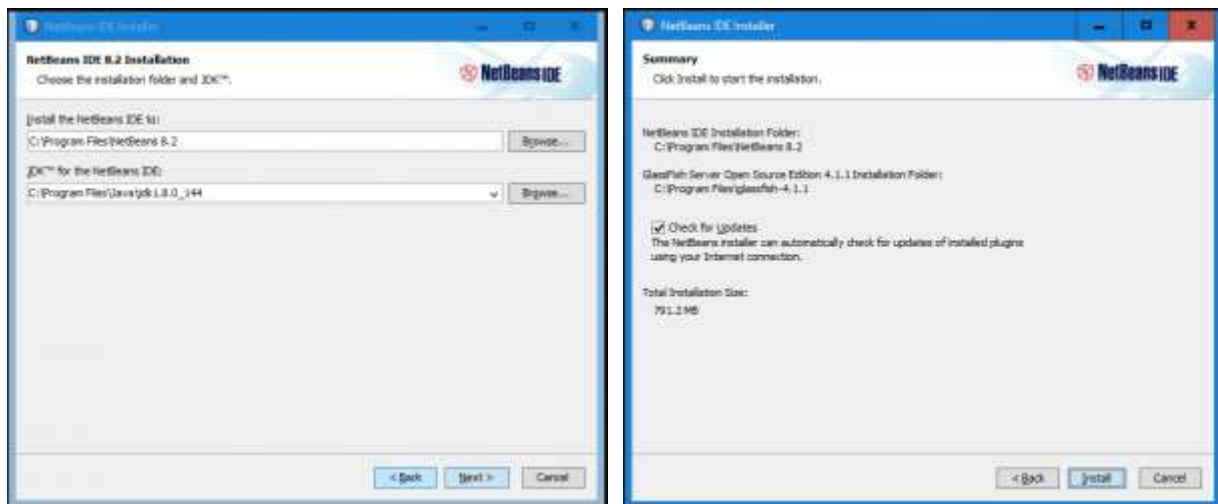 NetBeans IDE Installer
NetBeans IDE 8.2 Installation
Choose the installation folder and JDK™.
NetBeans IDE
Install the NetBeans IDE to:
C:\Program Files\NetBeans 8.2
Browse...
JDK™ for the NetBeans IDE:
C:\Program Files\Java\jdk1.8.0_144
Browse...
< Back
Next >
Cancel
NetBeans IDE Installer
Summary
Click Install to start the installation.
NetBeans IDE
NetBeans IDE Installation Folder:
C:\Program Files\NetBeans 8.2
GlassFish Server Open Source Edition 4.1.1 Installation Folder:
C:\Program Files\glassfish-4.1.1
Check for Updates
The NetBeans installer can automatically check for updates of installed plugins
using your Internet connection.
Total Installation Size:
791.2 MB
< Back
Install
Cancel